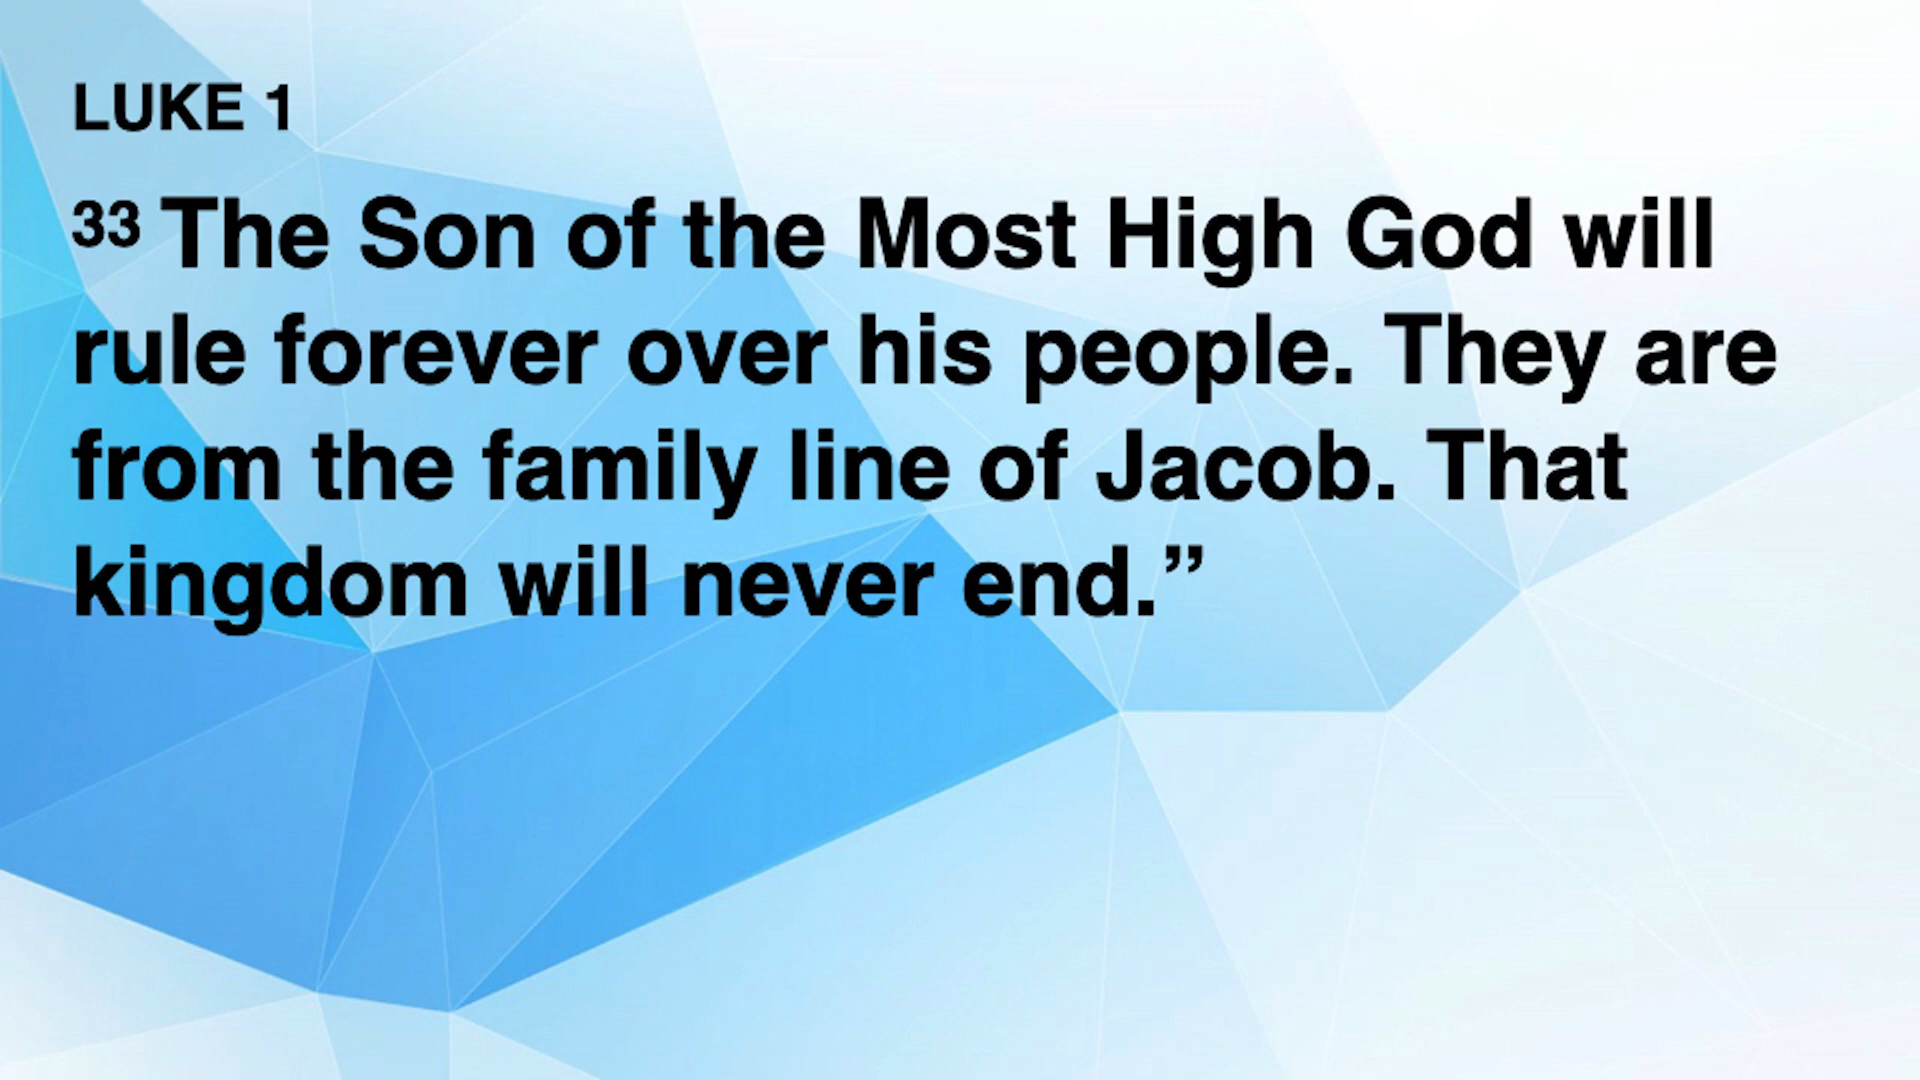 LUKE 1
33 The Son of the Most High God will
rule forever over his people. They are
from the family line of Jacob. That
kingdom will never end.”